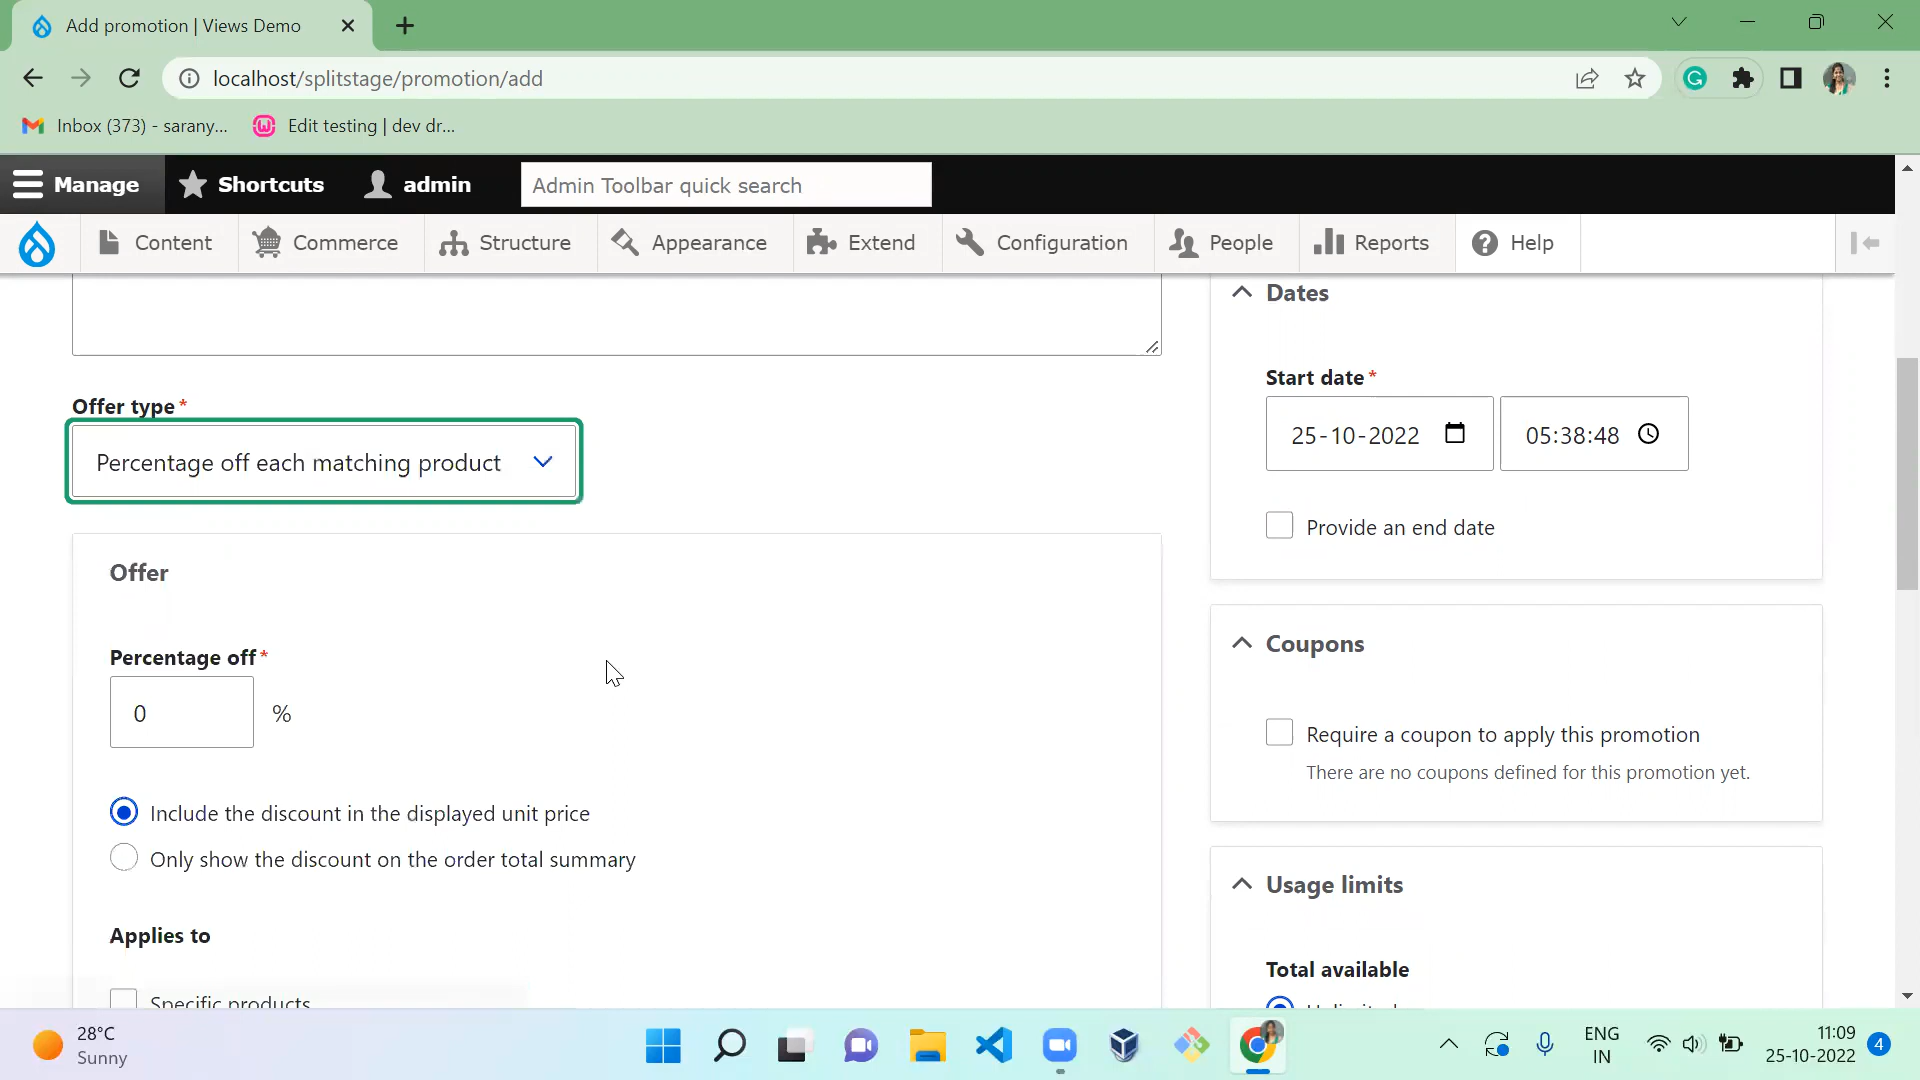 Add promotion | Views Demo
localhost/splitstage/promotion/add
Inbox (373) - sarany...
Edit testing | dev dr...
Manage
Shortcuts
admin
Admin Toolbar quick search
Content
Commerce
Structure
Appearance
Extend
Configuration
People
Reports
Help
Offer type*
Percentage off each matching product
Offer
Percentage off*
0
%
Include the discount in the displayed unit price
Only show the discount on the order total summary
Applies to
Specific products
Dates
Start date*
25-10-2022
05:38:48
Provide an end date
Coupons
Require a coupon to apply this promotion
There are no coupons defined for this promotion yet.
Usage limits
Total available
28°C
Sunny
ENG
IN
11:09
25-10-2022
4